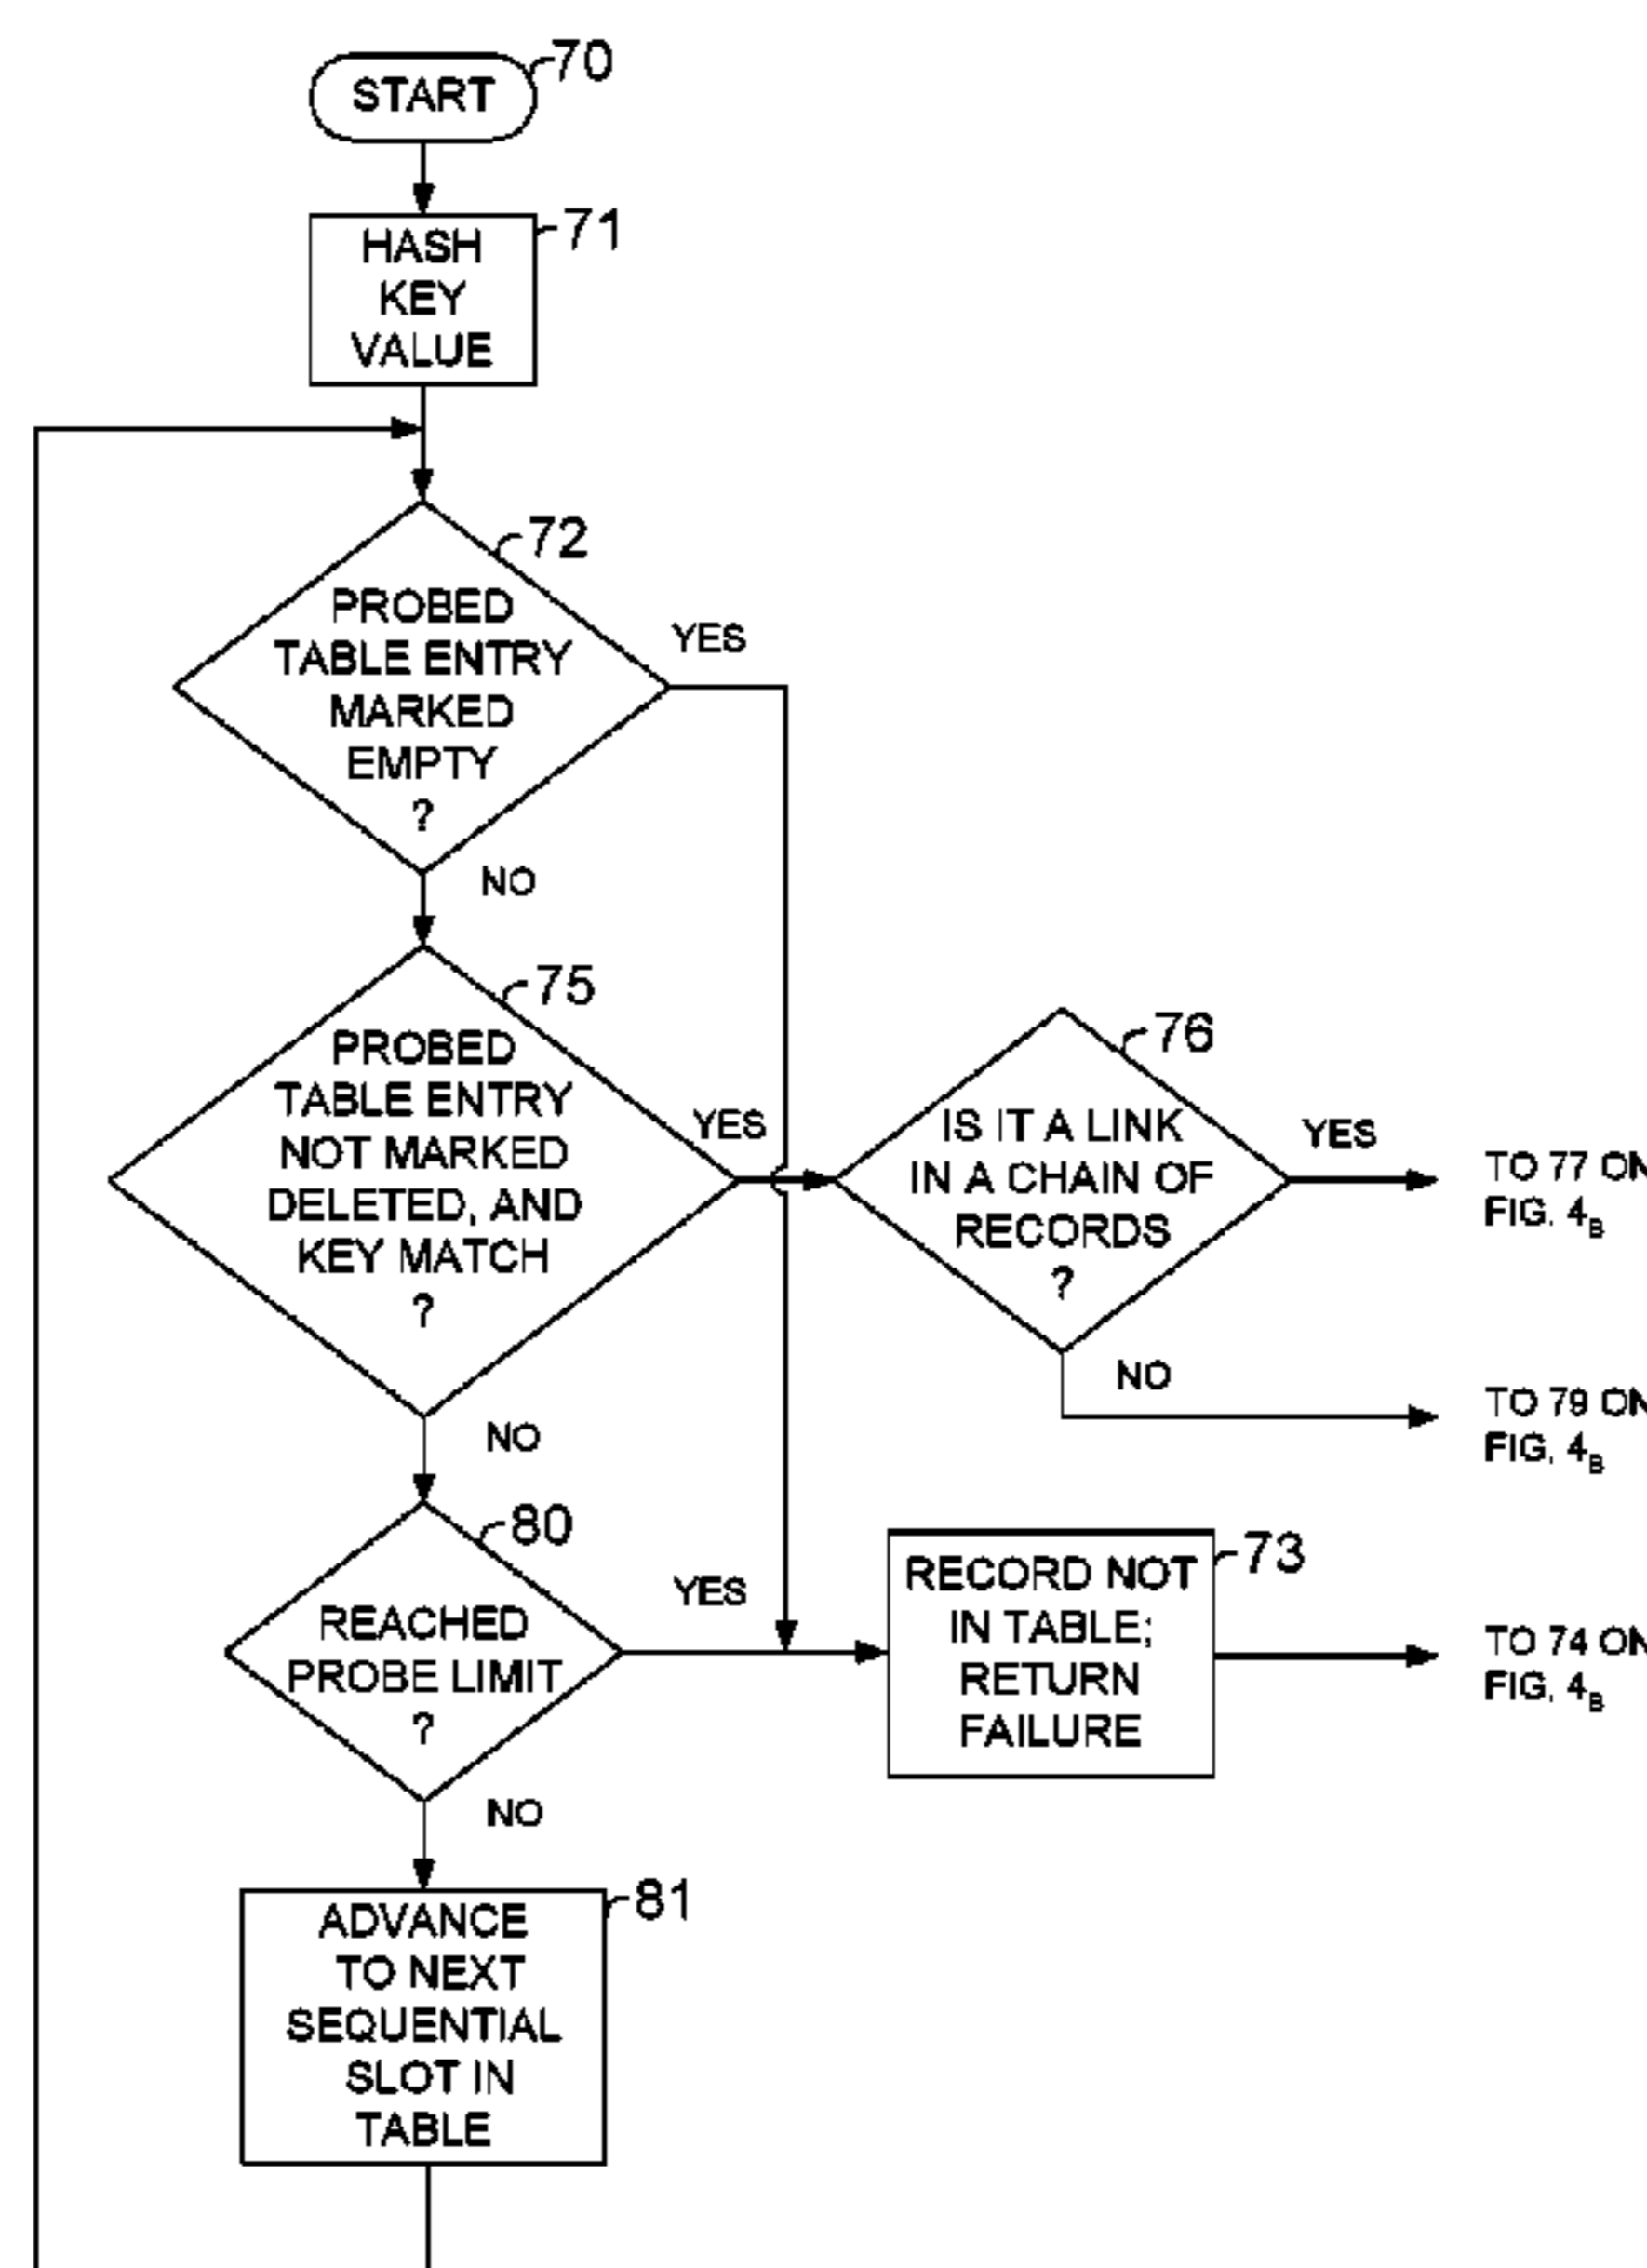 START
70
HASH
KEY
VALUE
71
72
PROBED
TABLE ENTRY
MARKED
EMPTY
?
YES
NO
75
PROBED
TABLE ENTRY
NOT MARKED
DELETED, AND
KEY MATCH
?
YES
NO
76
IS IT A LINK
IN A CHAIN OF
RECORDS
?
YES
TO 77 ON
FIG. 4B
NO
TO 79 ON
FIG. 4B
80
REACHED
PROBE LIMIT
?
YES
NO
RECORD NOT
IN TABLE;
RETURN
FAILURE
73
TO 74 ON
FIG. 4B
81
ADVANCE
TO NEXT
SEQUENTIAL
SLOT IN
TABLE